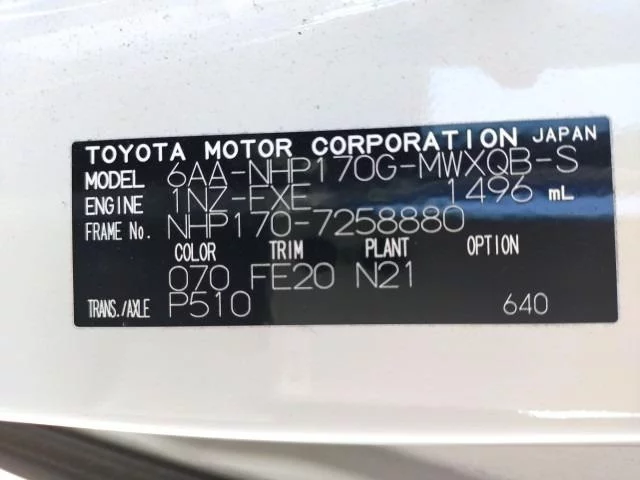 TOYOTA MOTOR CORPORATION JAPAN
MODEL 6AA-NHP170G-MWXQB-S
ENGINE 1NZ-EXE 1496 mL
FRAME No. NHP170-7258880
COLOR TRIM PLANT OPTION
070 FE20 N21
TRANS./AXLE P510 640